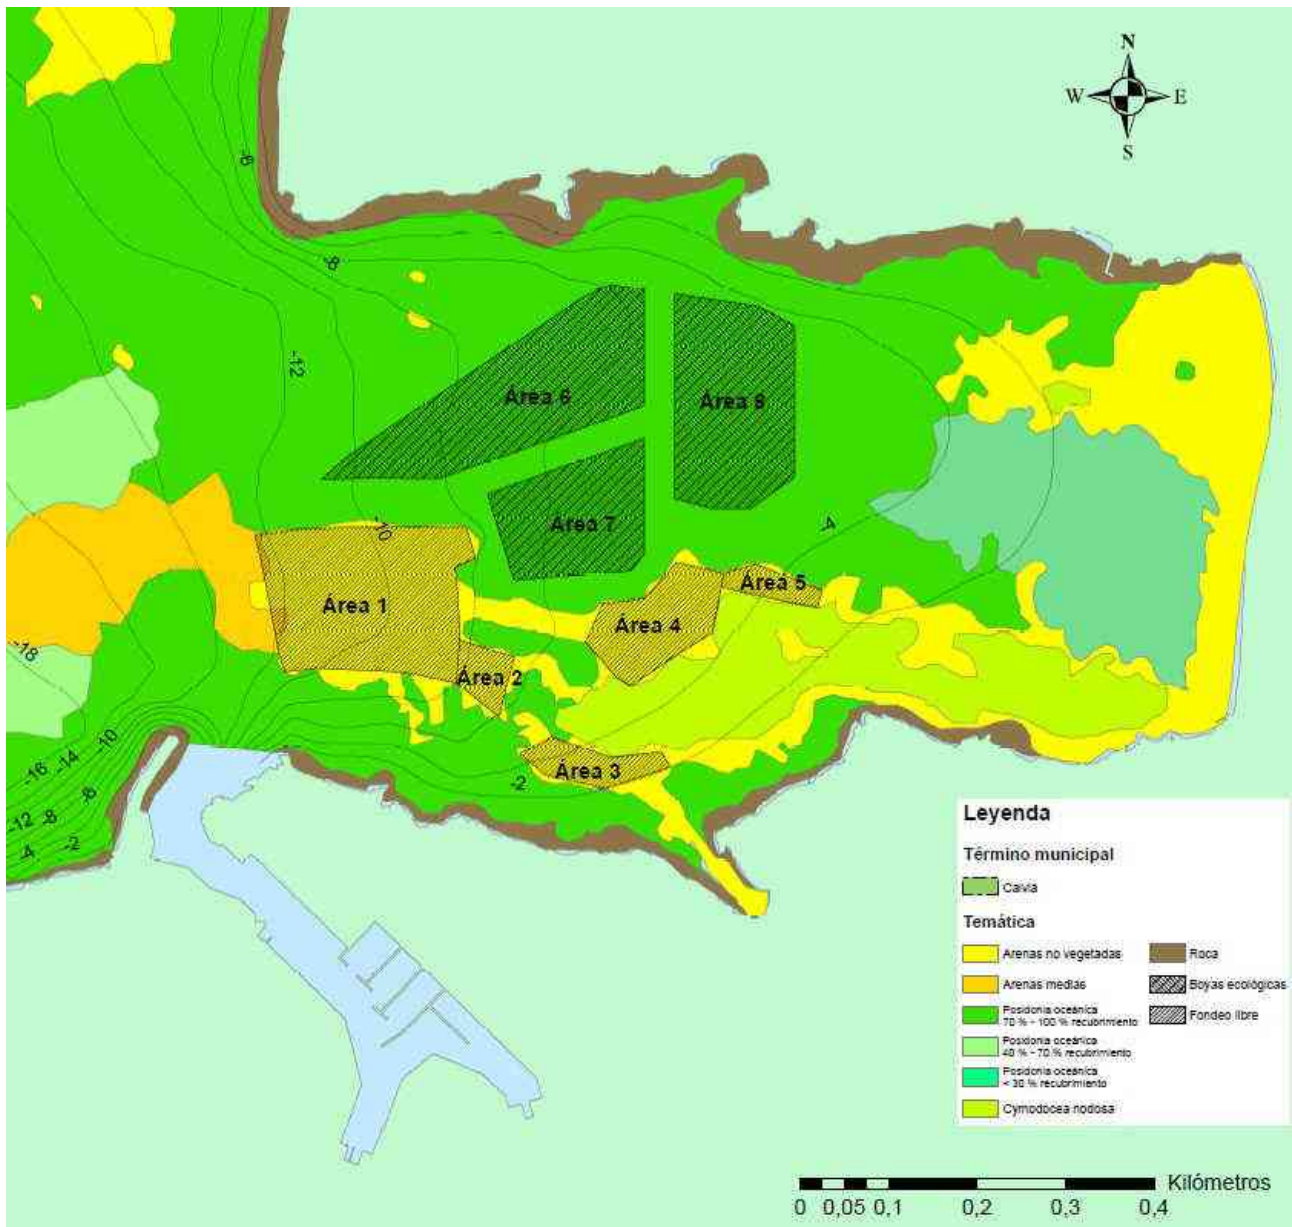 N
W E
S
-6
-8
-12
Área 6
Área 8
-10
Área 7
-4
Área 5
Área 1
Área 4
-18
Área 2
-10
-14
-16
Área 3
-2
-6
-8
-12
-2
-4
Leyenda
Término municipal
Calvia
Temática
Arenas no vegetadas
Arenas medias
Posidonia oceánica
70 % - 100 % recubrimiento
Posidonia oceánica
40 % - 70 % recubrimiento
Posidonia oceánica
< 30 % recubrimiento
Cymodocea nodosa
Roca
Boyas ecológicas
Fondeo libre
Kilómetros
0 0,05 0,1 0,2 0,3 0,4